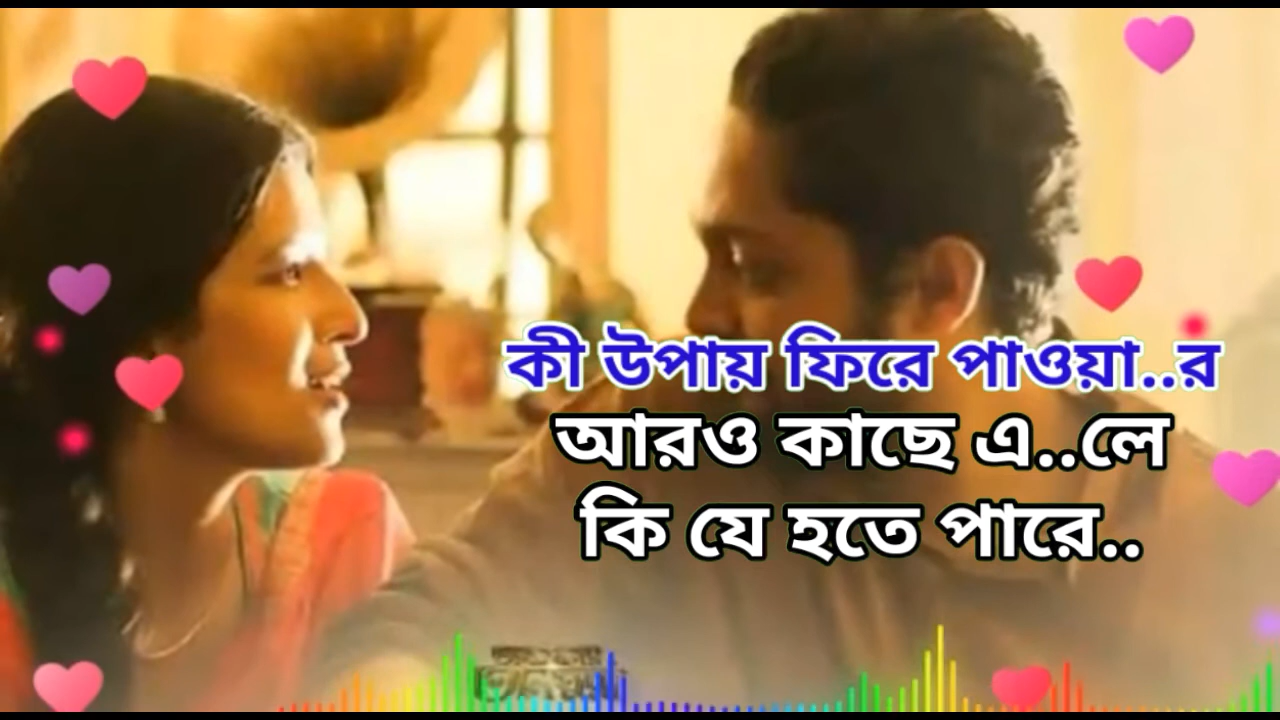 কী উপায় ফিরে পাওয়া..র
আরও কাছে এ..লে
কি যে হতে পারে..